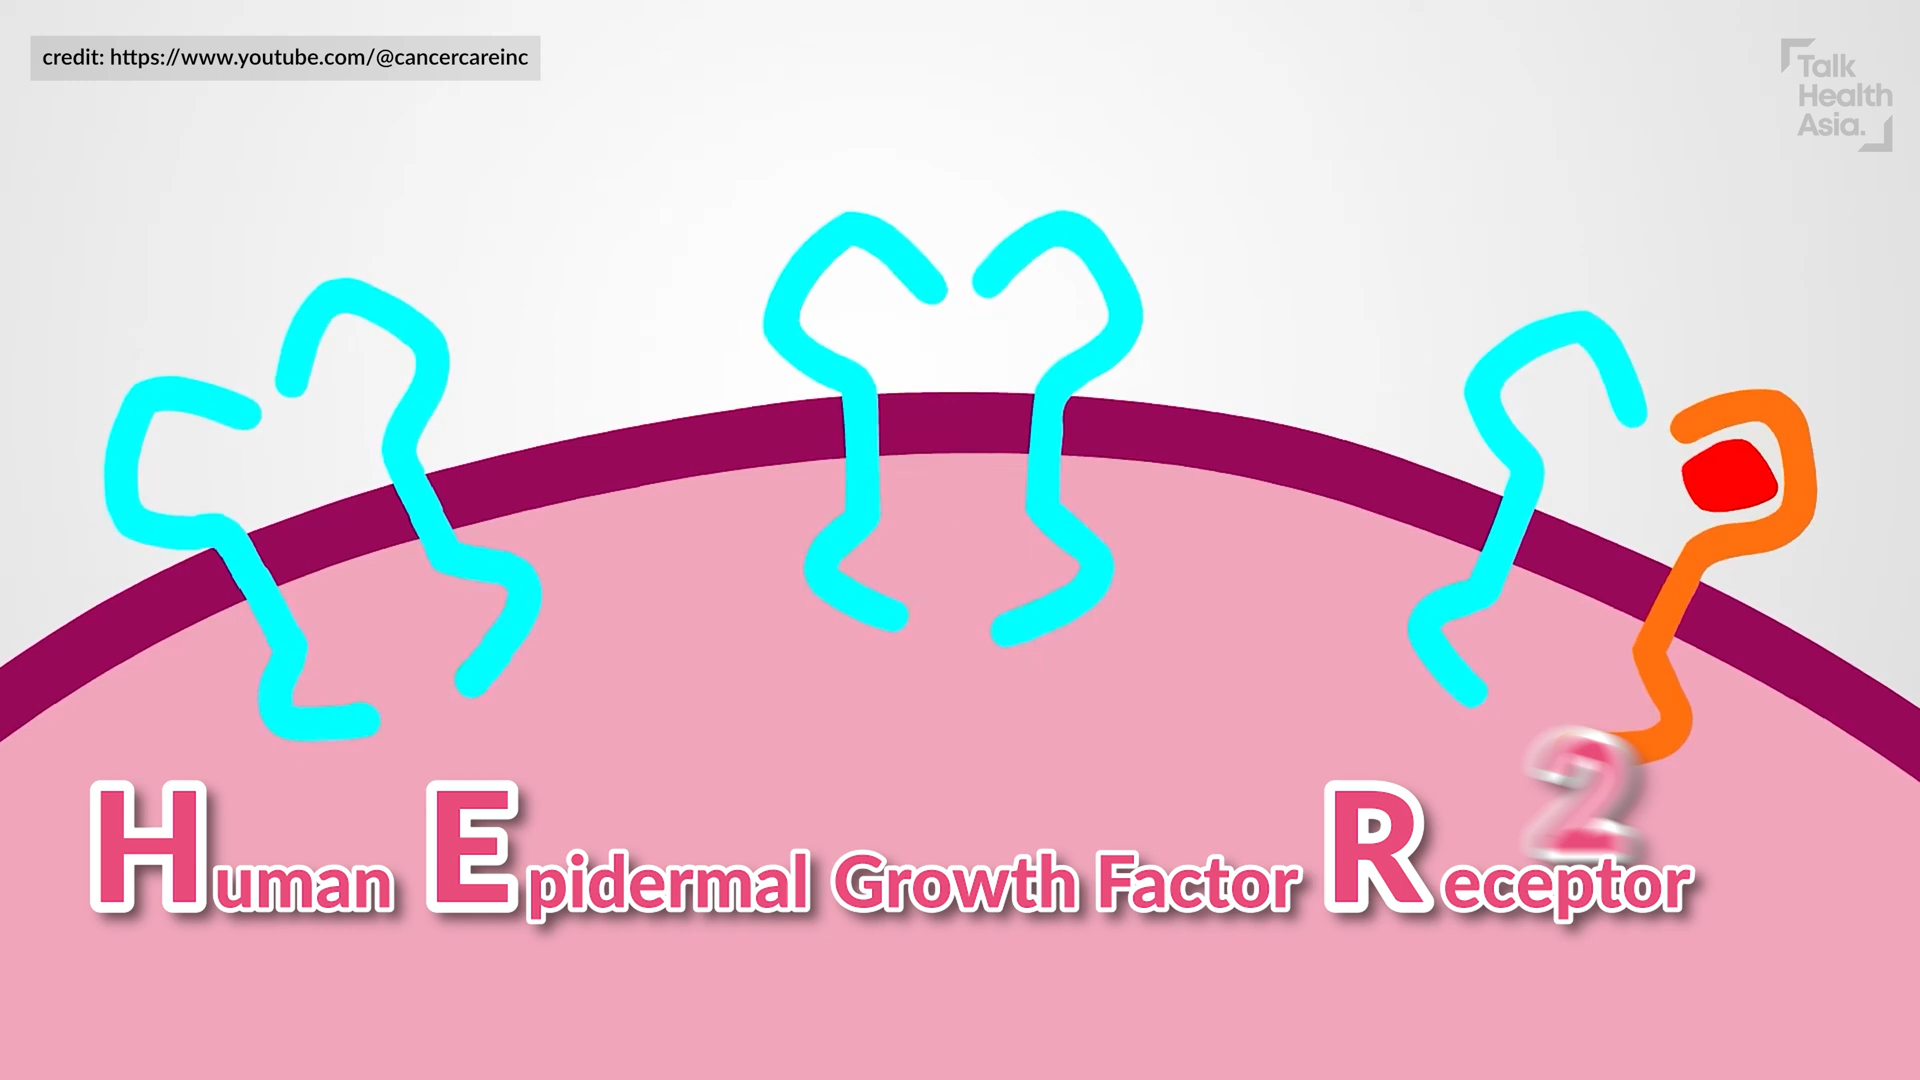 credit: https://www.youtube.com/@cancercareinc
Talk
Health
Asia.
Human Epidermal Growth Factor Receptor 2